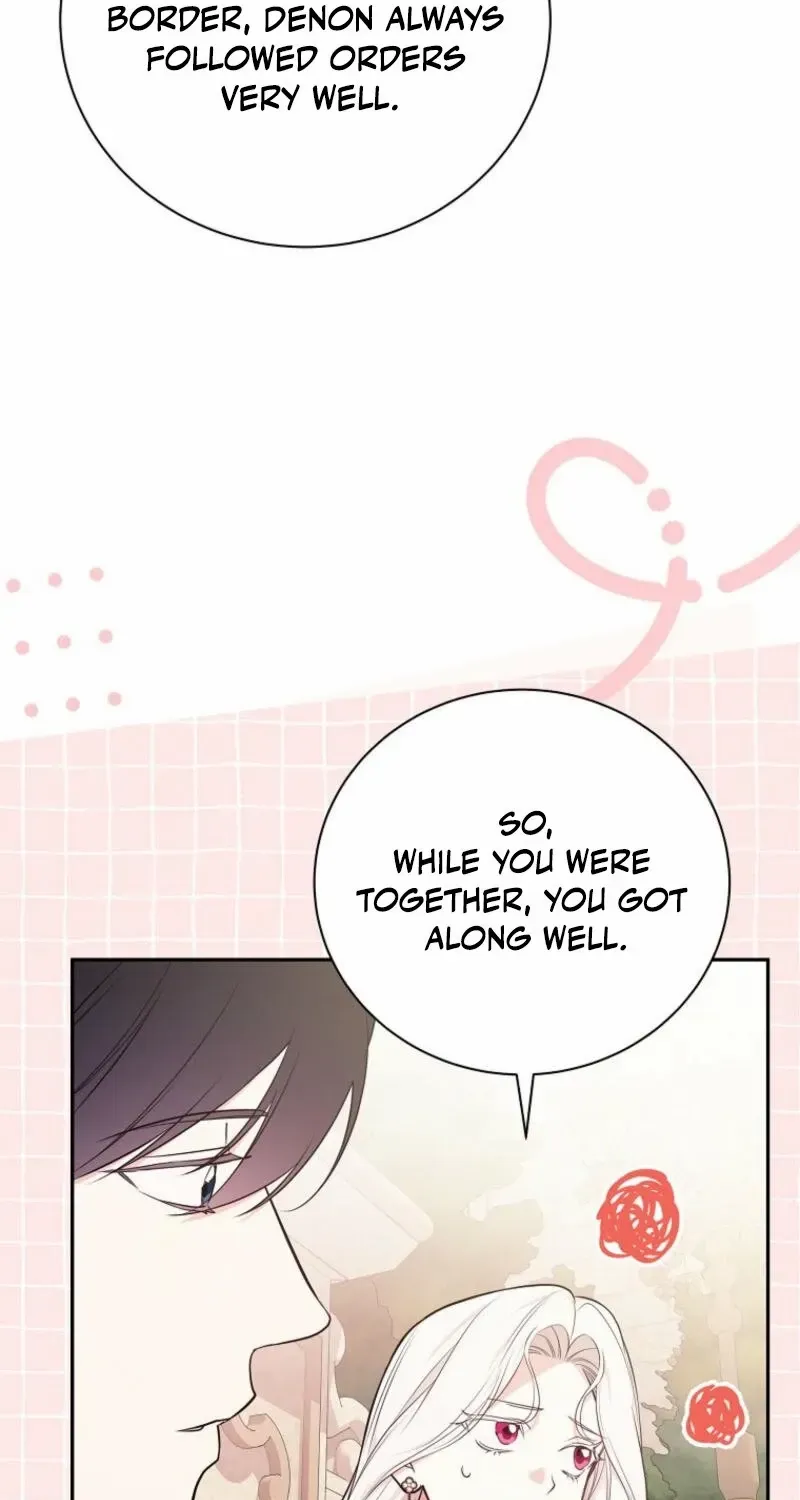 BORDER, DENON ALWAYS
FOLLOWED ORDERS
VERY WELL.
SO,
WHILE YOU WERE
TOGETHER, YOU GOT
ALONG WELL.